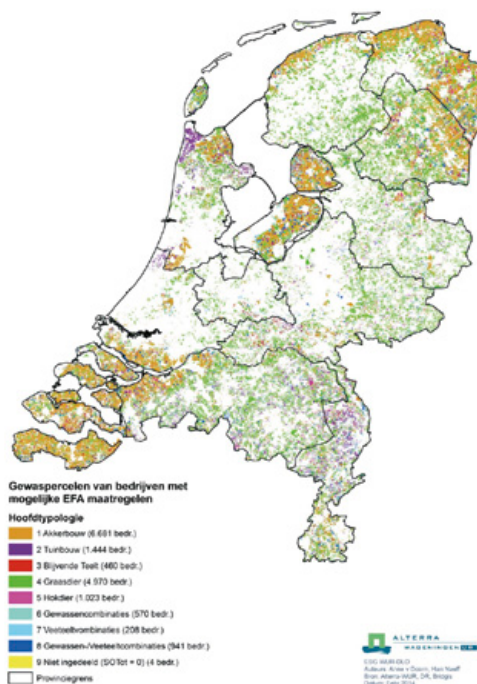 Gewaspercelen van bedrijven met
mogelijke EFA maatregelen
Hoofdtypologie
1 Akkerbouw (6.681 bedr.)
2 Tuinbouw (1.444 bedr.)
3 Blijvende Teelt (460 bedr.)
4 Graasdier (4.970 bedr.)
5 Hokdier (1.023 bedr.)
6 Gewassencombinaties (570 bedr.)
7 Veeteeltvombinaties (208 bedr.)
8 Gewassen-/Veeteeltcombinaties (941 bedr.)
9 Niet ingedeeld (SOTot = 0) (4 bedr.)
Provinciegrens
ALTERRA
WAGENINGEN UR